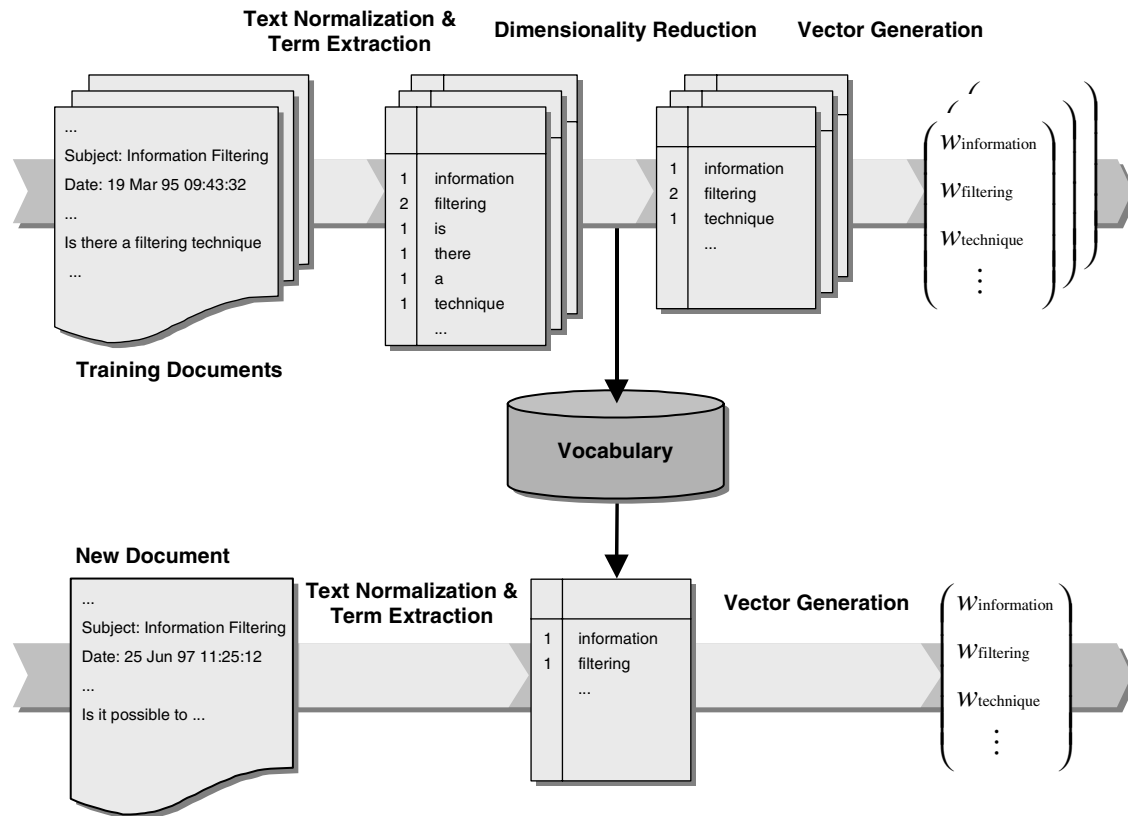 Text Normalization &
Term Extraction
Dimensionality Reduction
Vector Generation
...
Subject: Information Filtering
Date: 19 Mar 95 09:43:32
...
Is there a filtering technique
...
1 information
2 filtering
1 is
1 there
1 a
1 technique
...
1 information
2 filtering
1 technique
...
winformation
wfiltering
wtechnique
⋮
Training Documents
Vocabulary
New Document
...
Subject: Information Filtering
Date: 25 Jun 97 11:25:12
...
Is it possible to ...
Text Normalization &
Term Extraction
1 information
1 filtering
...
Vector Generation
winformation
wfiltering
wtechnique
⋮